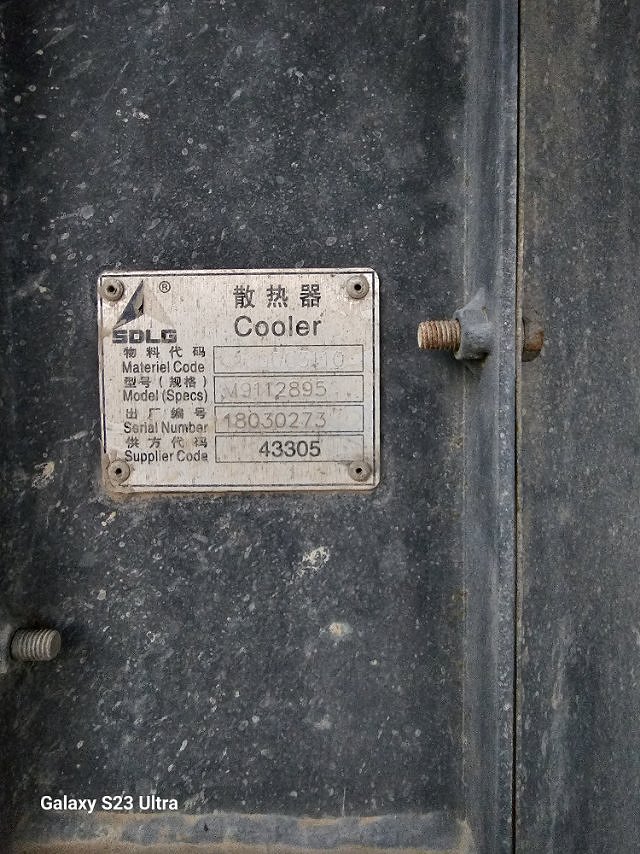 ®
SDLG
散热器
Cooler
物料代码
Materiel Code
型号(规格)
Model(Specs) M9112895
出厂编号
Serial Number 18030273
供方代码
Supplier Code 43305
Galaxy S23 Ultra